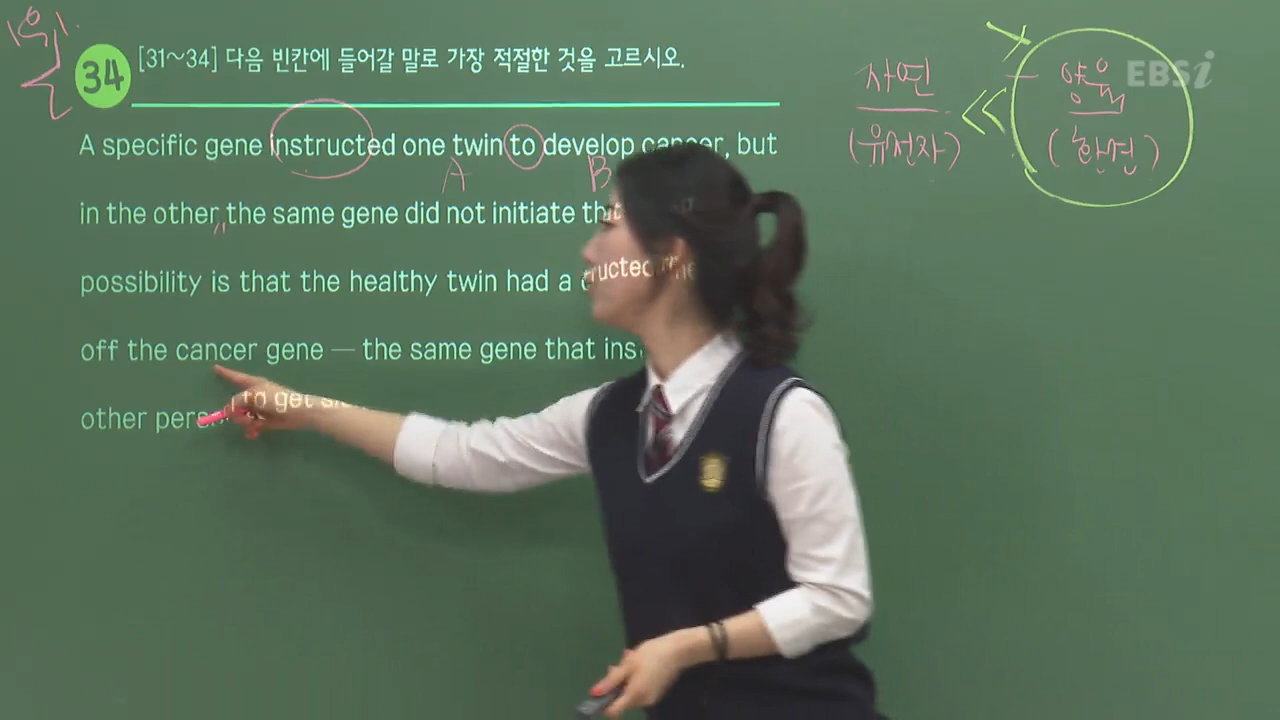 34 [31~34] 다음 빈칸에 들어갈 말로 가장 적절한 것을 고르시오.
A specific gene instructed one twin to develop cancer, but
A B
in the other, the same gene did not initiate
possibility is that the healthy twin had a
off the cancer gene — the same gene that
other to get
자연 - 양육
(유전자) << (환경)
EBSi